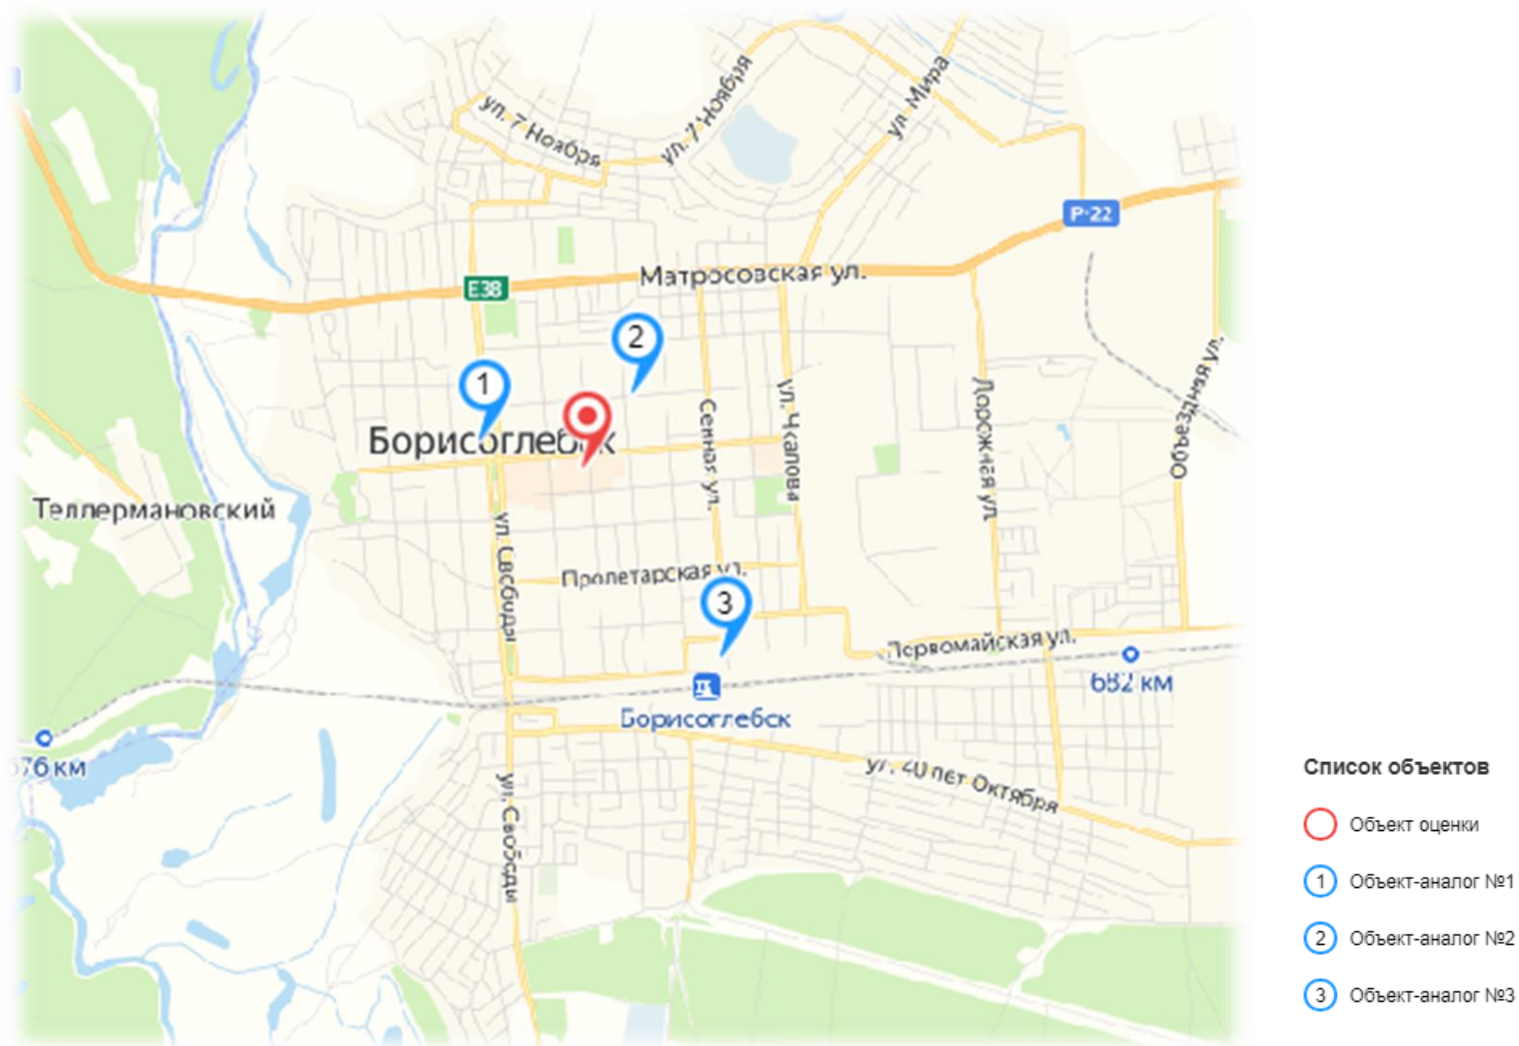 ул. 7 Ноября
ул. 7 Ноября
ул. Мира
Р-22
Матросовская ул.
E38
2
1
Борисоглебск
Сенная ул.
ул. Чкалова
Дорожная ул.
Объездная ул.
Теллермановский
ул. Свободы
Пролетарская ул.
3
Первомайская ул.
682 км
Борисоглебск
576 км
ул. 40 лет Октября
ул. Свободы
Список объектов
Объект оценки
1 Объект-аналог №1
2 Объект-аналог №2
3 Объект-аналог №3